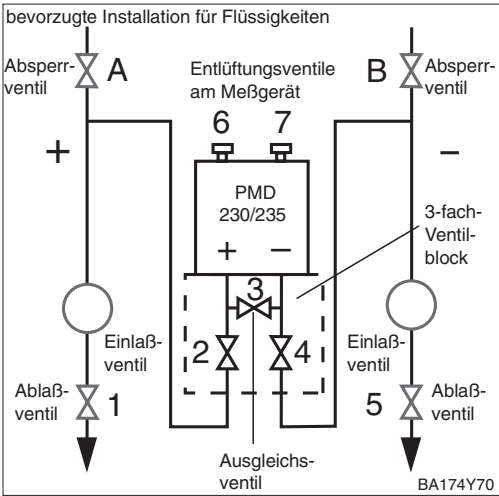 bevorzugte Installation für Flüssigkeiten
Absperr-
ventil
A
Entlüftungsventile
am Meßgerät
B
Absperr-
ventil
6
7
+
–
PMD
230/235
+ –
3-fach-
Ventil-
block
3
Einlaß-
ventil
2
4
Einlaß-
ventil
Ablaß-
ventil
1
5
Ablaß-
ventil
Ausgleichs-
ventil
BA174Y70